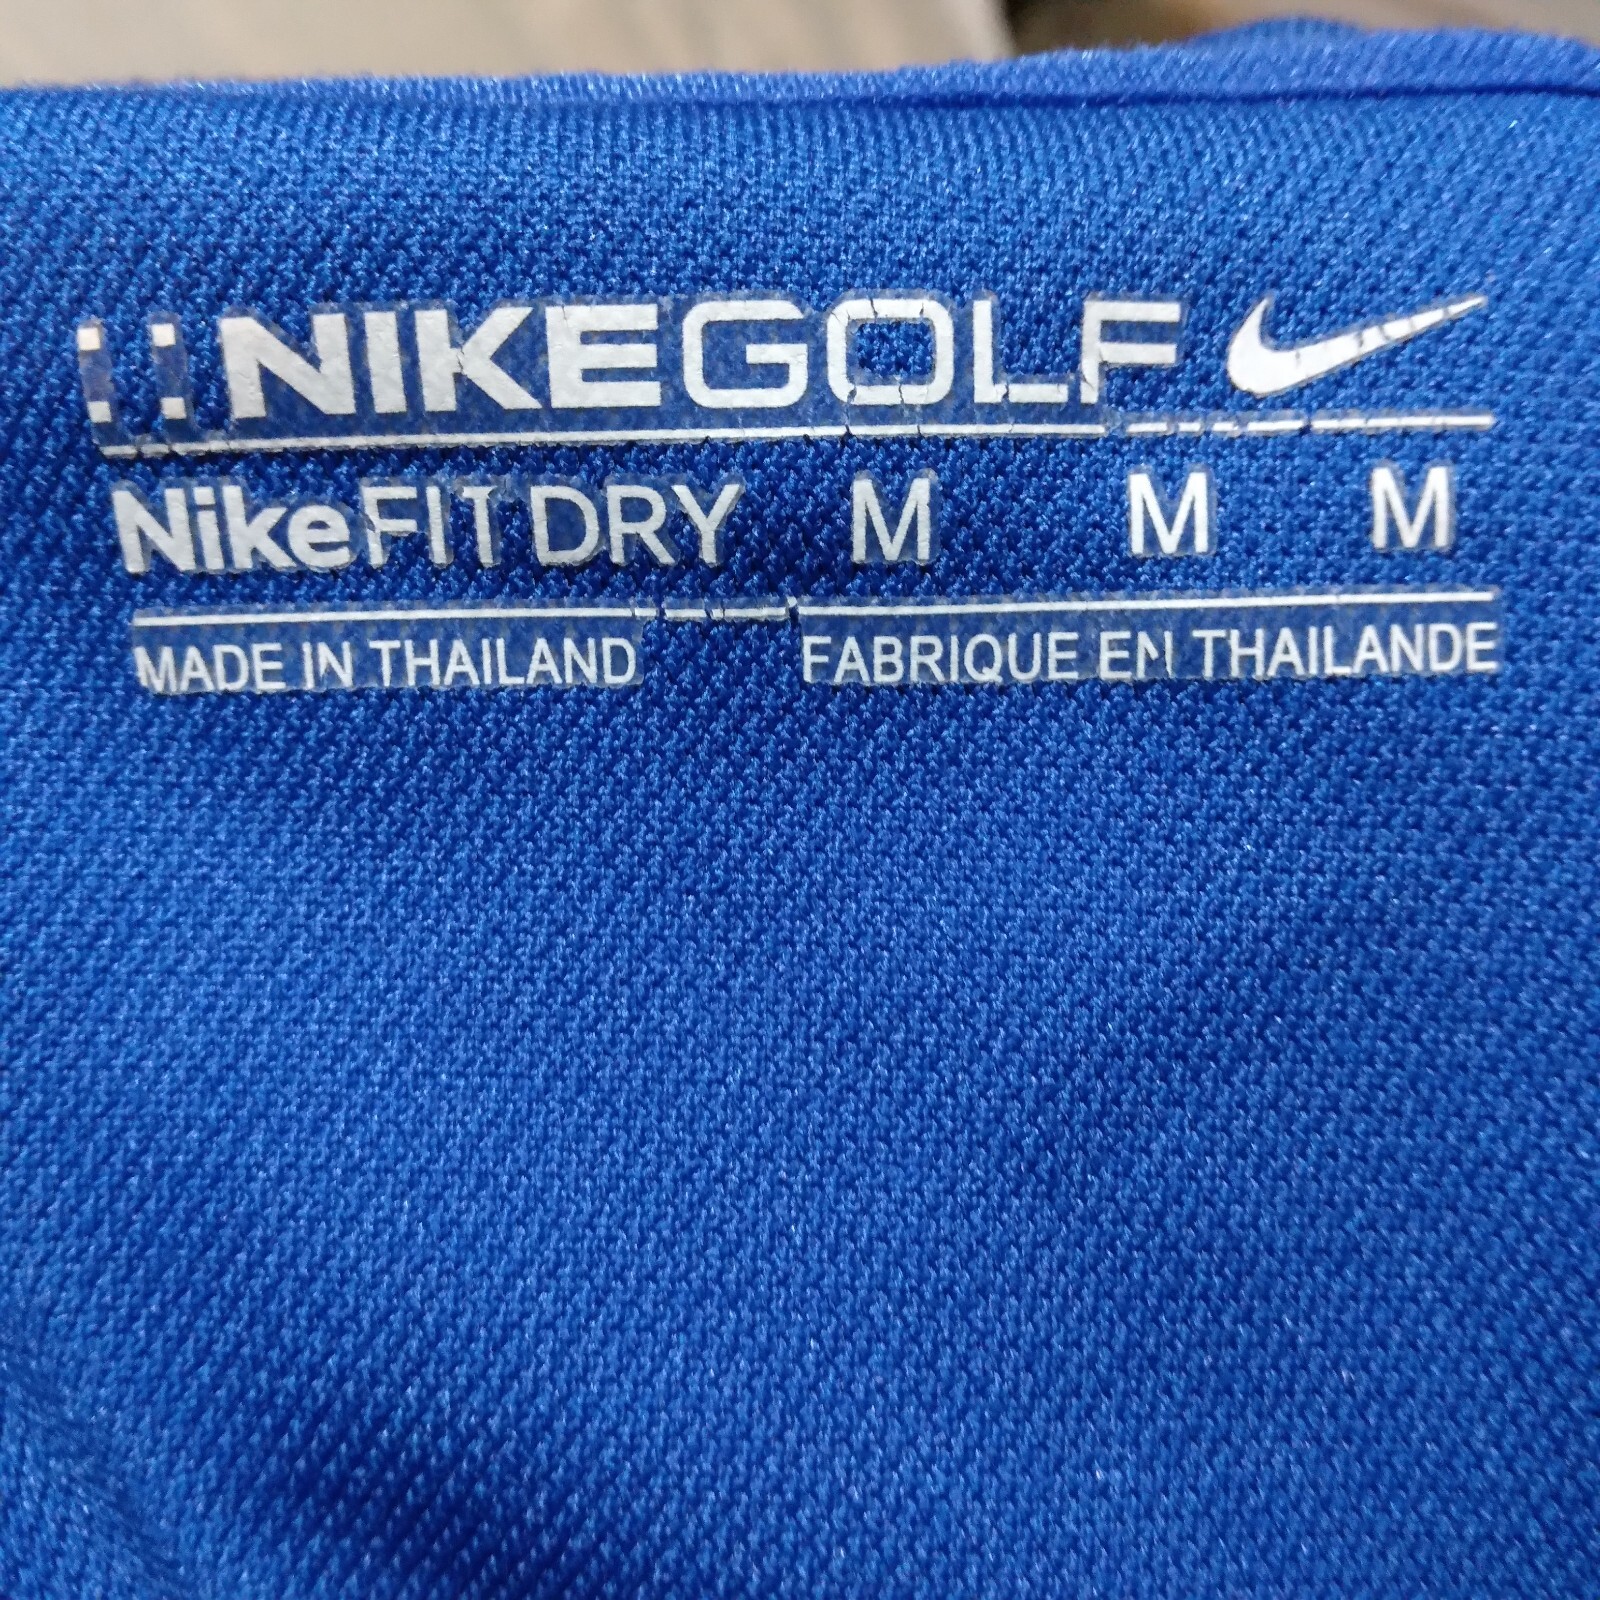 NIKEGOLF
NikeFIT DRY M M M
MADE IN THAILAND FABRIQUE EN THAILANDE